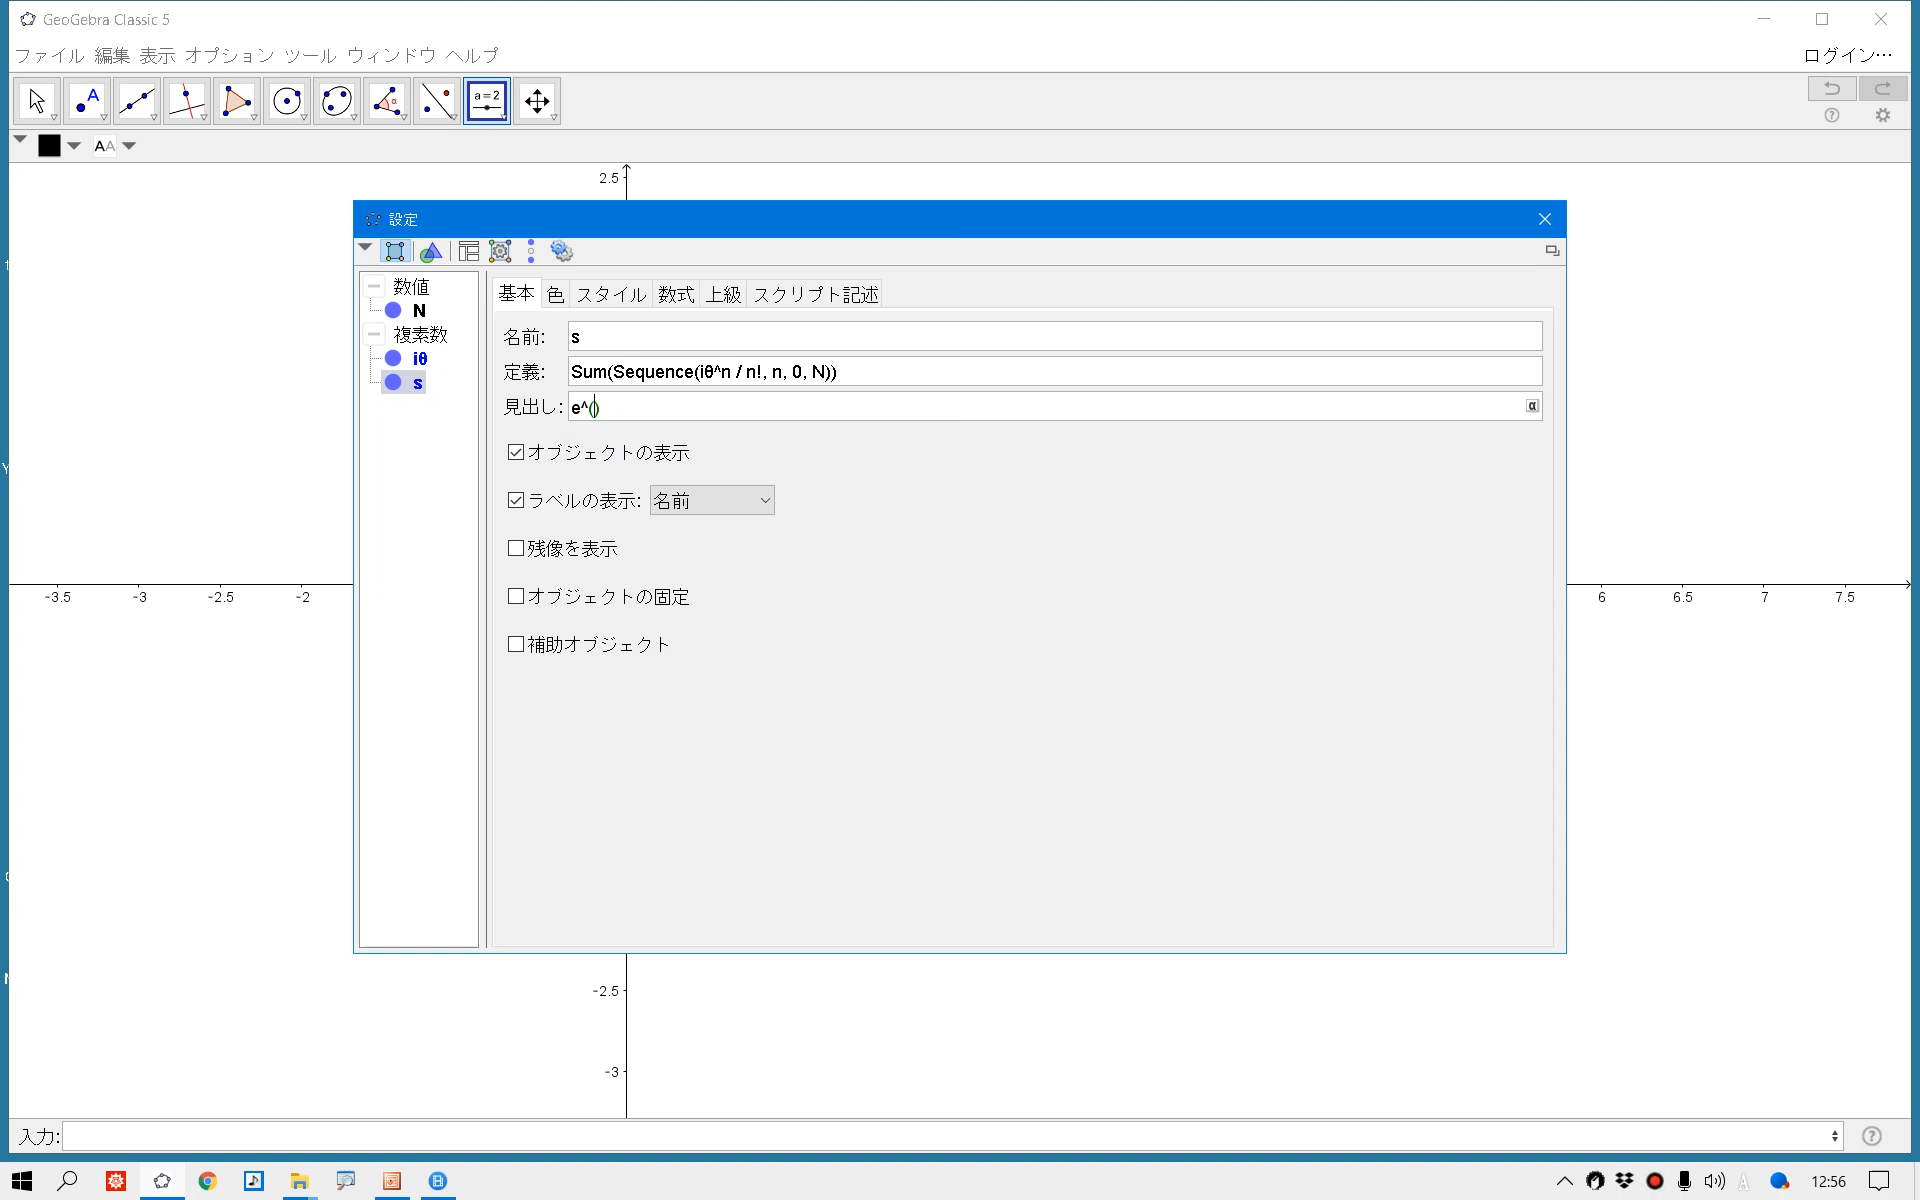 GeoGebra Classic 5
ファイル 編集 表示 オプション ツール ウィンドウ ヘルプ
ログイン…
A
α
a=2
AA
2.5
設定
数値
N
複素数
iθ
s
基本 色 スタイル 数式 上級 スクリプト記述
名前: s
定義: Sum(Sequence(iθ^n / n!, n, 0, N))
見出し: e^()
α
オブジェクトの表示
ラベルの表示: 名前
残像を表示
オブジェクトの固定
補助オブジェクト
-3.5 -3 -2.5 -2
6 6.5 7 7.5
-2.5
-3
入力:
12:56